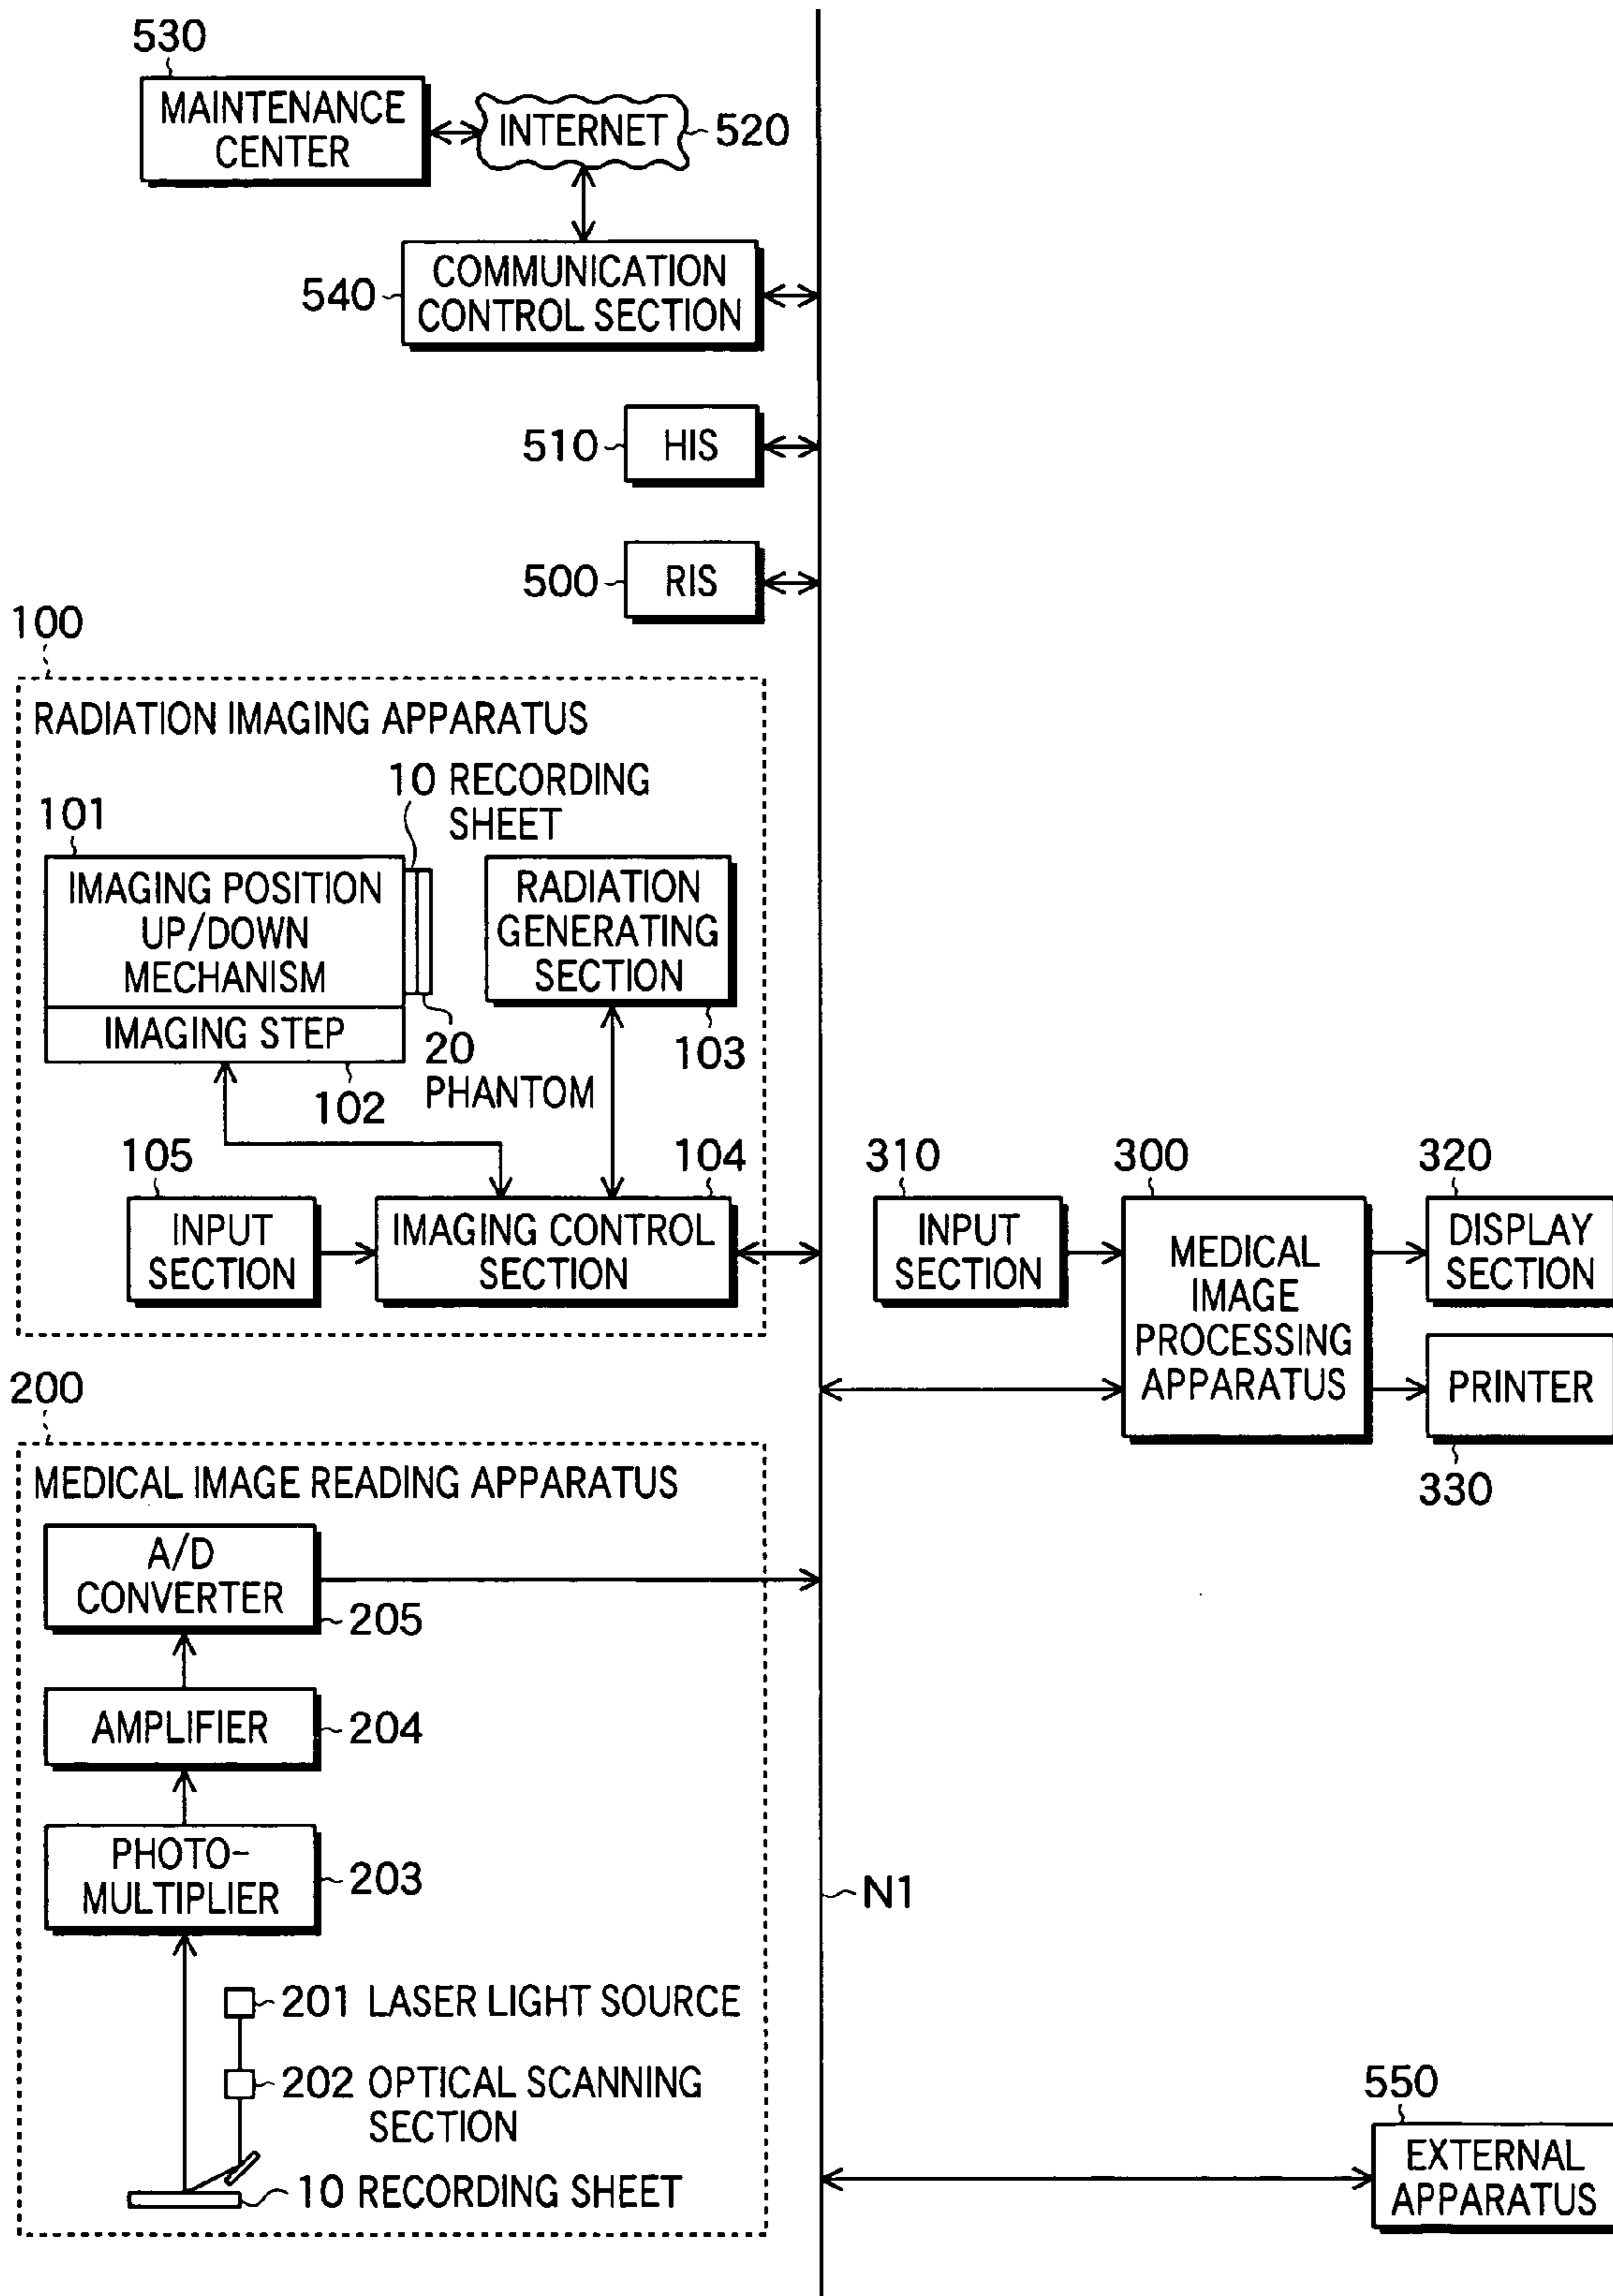 530
MAINTENANCE
CENTER
INTERNET
520
540
COMMUNICATION
CONTROL SECTION
510
HIS
500
RIS
100
RADIATION IMAGING APPARATUS
10 RECORDING
SHEET
101
IMAGING POSITION
UP/DOWN
MECHANISM
IMAGING STEP
102
20
PHANTOM
RADIATION
GENERATING
SECTION
103
105
INPUT
SECTION
104
IMAGING CONTROL
SECTION
310
INPUT
SECTION
300
MEDICAL
IMAGE
PROCESSING
APPARATUS
320
DISPLAY
SECTION
PRINTER
330
200
MEDICAL IMAGE READING APPARATUS
A/D
CONVERTER
205
AMPLIFIER
204
PHOTO-
MULTIPLIER
203
N1
201 LASER LIGHT SOURCE
202 OPTICAL SCANNING
SECTION
10 RECORDING SHEET
550
EXTERNAL
APPARATUS